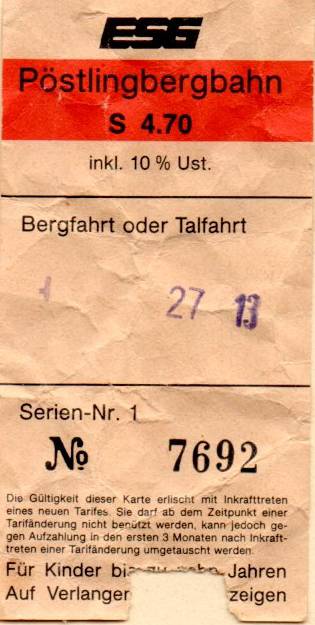 ESG
Pöstlingbergbahn
S 4.70
inkl. 10 % Ust.
Bergfahrt oder Talfahrt
1 27 13
Serien-Nr. 1
№ 7692
Die Gültigkeit dieser Karte erlischt mit Inkrafttreten
eines neuen Tarifes. Sie darf ab dem Zeitpunkt einer
Tarifänderung nicht benützt werden, kann jedoch ge-
gen Aufzahlung in den ersten 3 Monaten nach Inkraft-
treten einer Tarifänderung umgetauscht werden.
Für Kinder bis zu zehn Jahren
Auf Verlangen zeigen